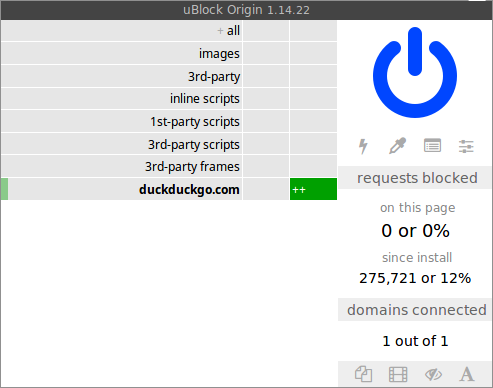 uBlock Origin 1.14.22
+ all
images
3rd-party
inline scripts
1st-party scripts
3rd-party scripts
3rd-party frames
duckduckgo.com ++
requests blocked
on this page
0 or 0%
since install
275,721 or 12%
domains connected
1 out of 1
A